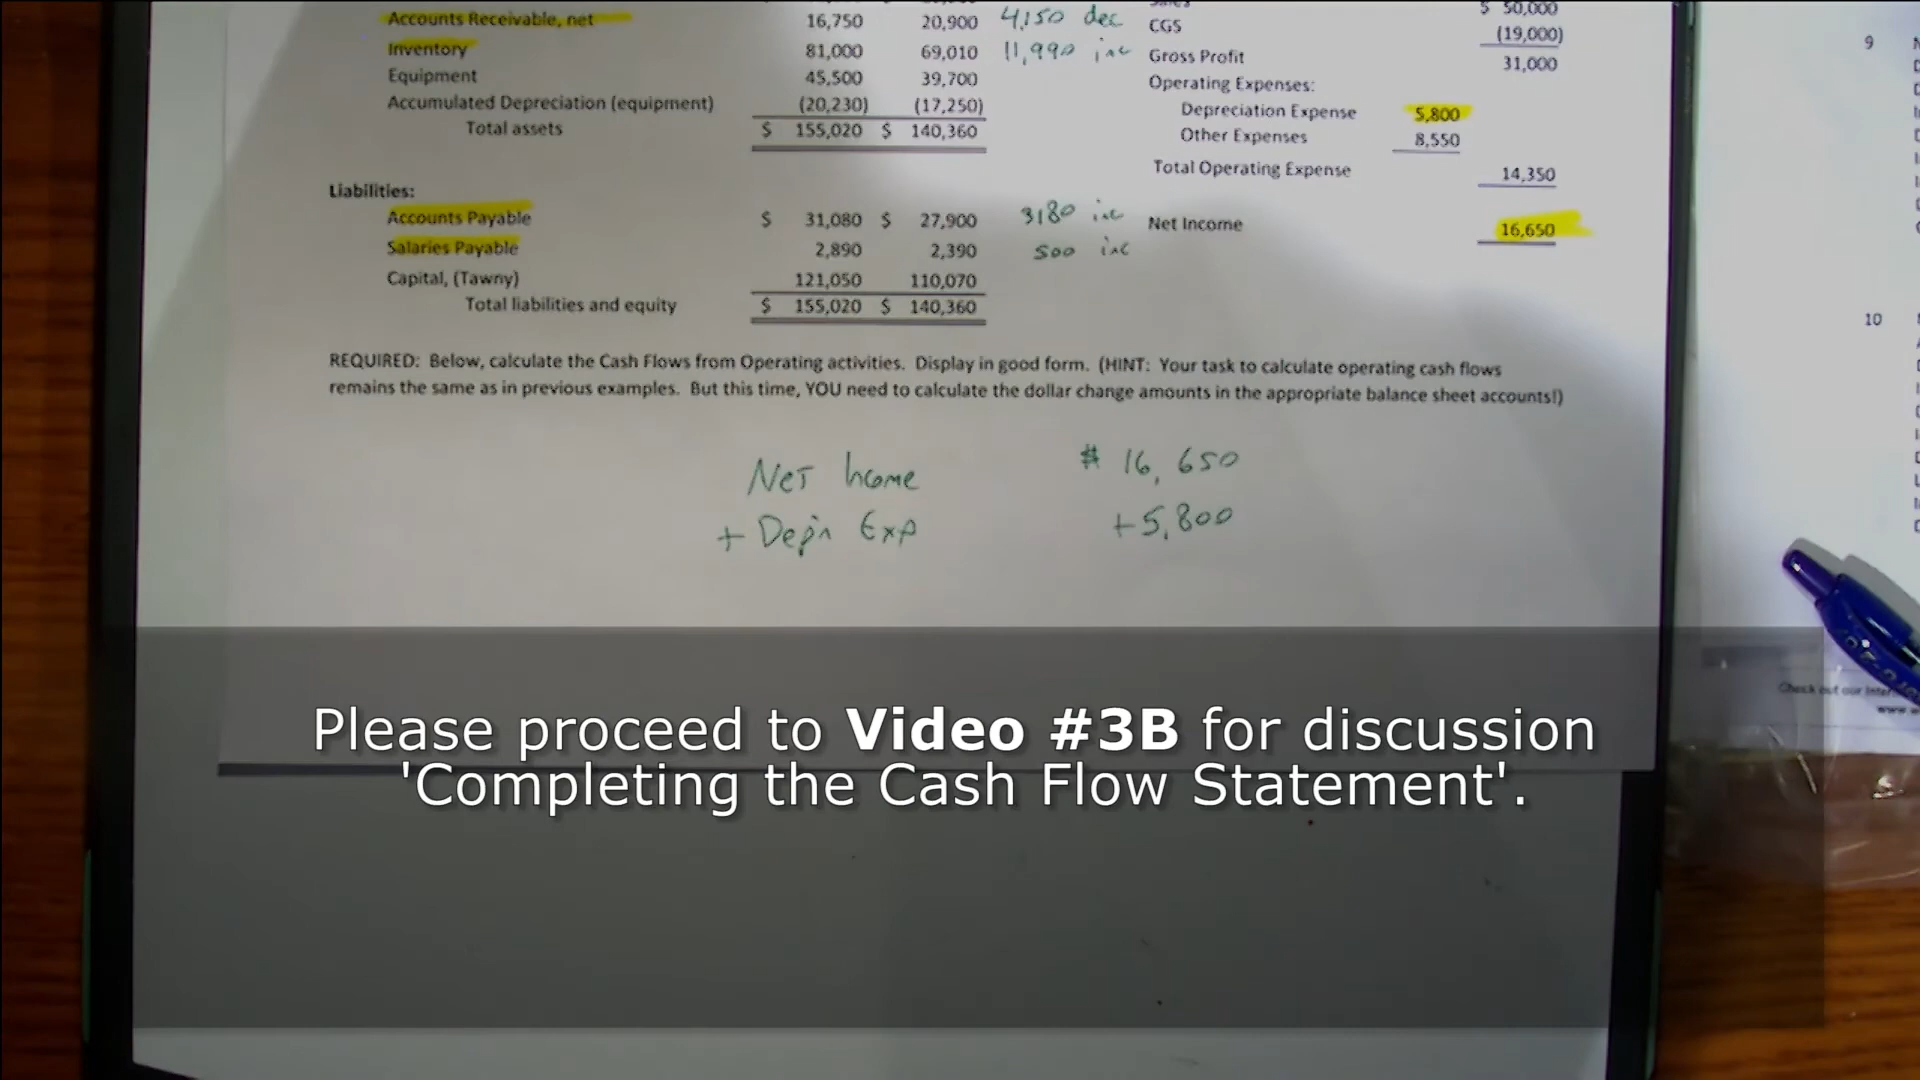 Accounts Receivable, net 16,750 20,900 4,150 dec
Inventory 81,000 69,010 11,990 inc
Equipment 45,500 39,700
Accumulated Depreciation (equipment) (20,230) (17,250)
Total assets $ 155,020 $ 140,360
Liabilities:
Accounts Payable $ 31,080 $ 27,900 3180 inc
Salaries Payable 2,890 2,390 500 inc
Capital, (Tawny) 121,050 110,070
Total liabilities and equity $ 155,020 $ 140,360
$ 50,000
CGS (19,000)
Gross Profit 31,000
Operating Expenses:
Depreciation Expense 5,800
Other Expenses 8,550
Total Operating Expense 14,350
Net Income 16,650
REQUIRED: Below, calculate the Cash Flows from Operating activities. Display in good form. (HINT: Your task to calculate operating cash flows
remains the same as in previous examples. But this time, YOU need to calculate the dollar change amounts in the appropriate balance sheet accounts!)
Net Income $ 16,650
+ Dep'n Exp +5,800
Please proceed to Video #3B for discussion
'Completing the Cash Flow Statement'.
9
10
Check out our